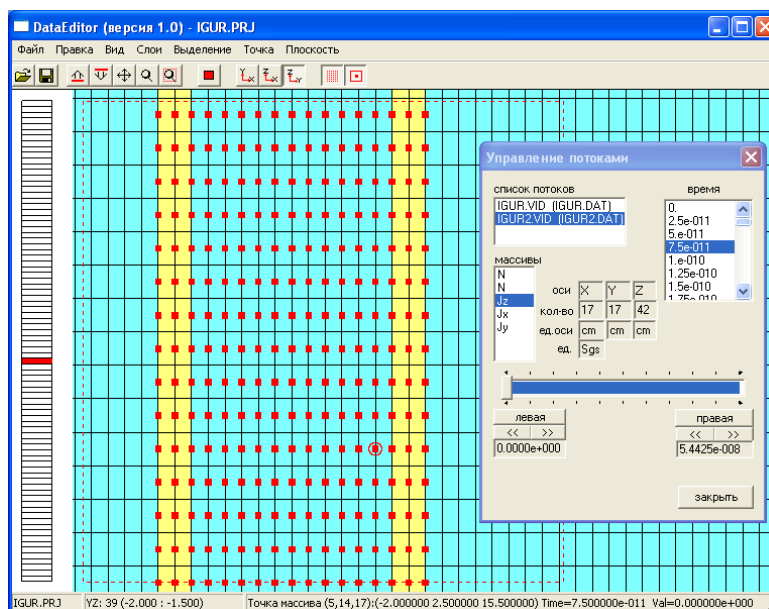 DataEditor (версия 1.0) - IGUR.PRJ
Файл Правка Вид Слои Выделение Точка Плоскость
Y X Z X Z Y
Управление потоками
список потоков время
IGUR.VID (IGUR.DAT)
IGUR2.VID (IGUR2.DAT)
0.
2.5e-011
5.e-011
7.5e-011
1.e-010
1.25e-010
1.5e-010
1.75e-010
массивы
N
N
Jz
Jx
Jy
оси X Y Z
кол-во 17 17 42
ед.оси cm cm cm
ед. Sgs
левая правая
<< >> << >>
0.0000e+000 5.4425e-008
закрыть
IGUR.PRJ YZ: 39 (-2.000 : -1.500) Точка массива (5,14,17):(-2.000000 2.500000 15.500000) Time=7.500000e-011 Val=0.000000e+000